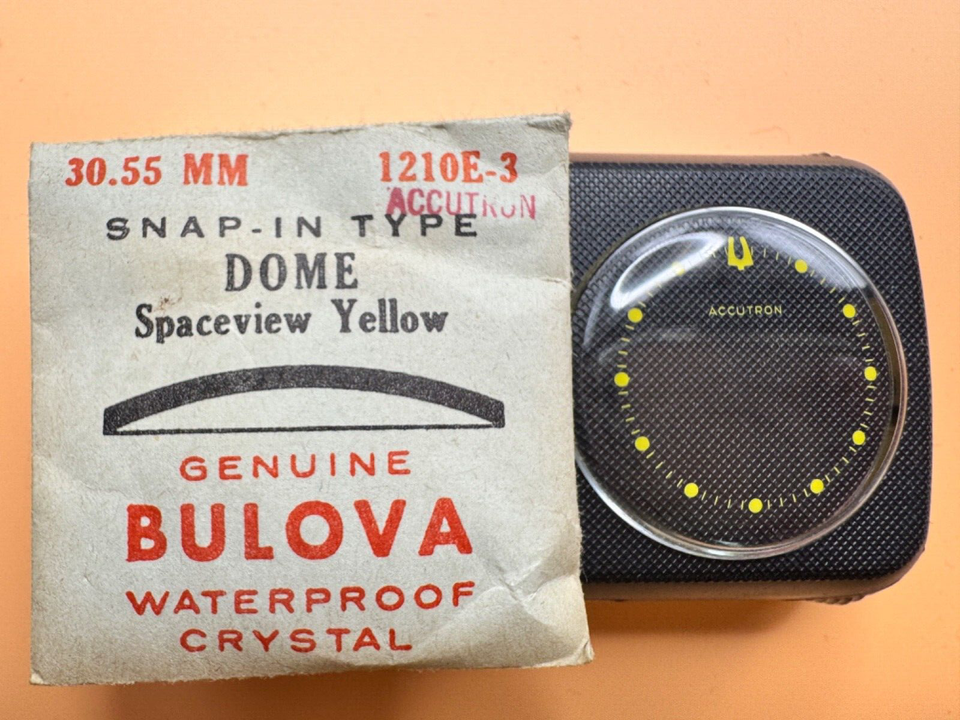 30.55 MM 1210E-3
ACCUTRON
SNAP-IN TYPE
DOME
Spaceview Yellow
GENUINE
BULOVA
WATERPROOF
CRYSTAL
ACCUTRON